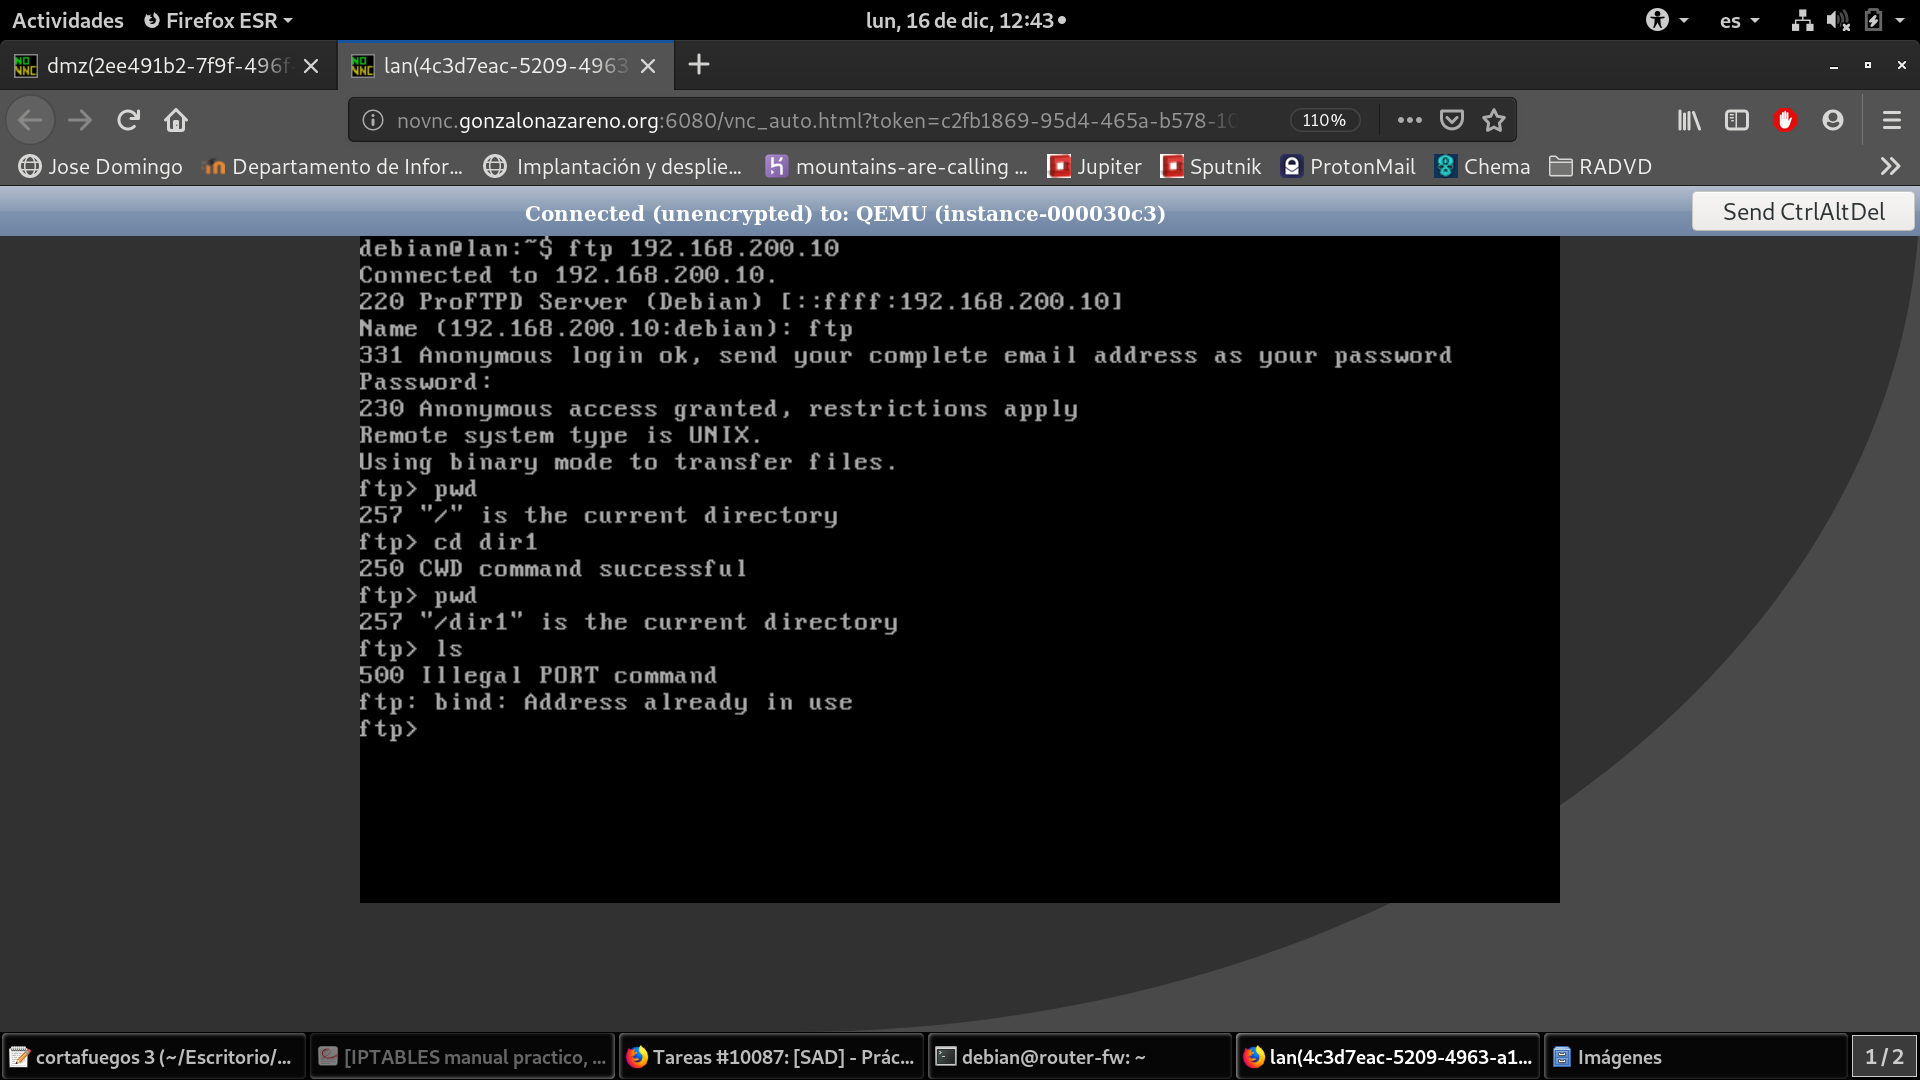 Actividades Firefox ESR lun, 16 de dic, 12:43 es
dmz(2ee491b2-7f9f-496f lan(4c3d7eac-5209-4963
novnc.gonzalonazareno.org:6080/vnc_auto.html?token=c2fb1869-95d4-465a-b578-10 110%
Jose Domingo Departamento de Infor... Implantación y desplie... mountains-are-calling ... Jupiter Sputnik ProtonMail Chema RADVD
Connected (unencrypted) to: QEMU (instance-000030c3) Send CtrlAltDel
debian@lan:~$ ftp 192.168.200.10
Connected to 192.168.200.10.
220 ProFTPD Server (Debian) [::ffff:192.168.200.10]
Name (192.168.200.10:debian): ftp
331 Anonymous login ok, send your complete email address as your password
Password:
230 Anonymous access granted, restrictions apply
Remote system type is UNIX.
Using binary mode to transfer files.
ftp> pwd
257 "/" is the current directory
ftp> cd dir1
250 CWD command successful
ftp> pwd
257 "/dir1" is the current directory
ftp> ls
500 Illegal PORT command
ftp: bind: Address already in use
ftp>
cortafuegos 3 (~/Escritorio/... [IPTABLES manual practico, ... Tareas #10087: [SAD] - Prác... debian@router-fw: ~ lan(4c3d7eac-5209-4963-a1... Imágenes 1 / 2